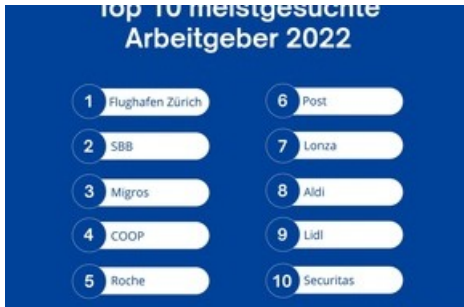 Top 10 meistgesuchte
Arbeitgeber 2022
1 Flughafen Zürich
2 SBB
3 Migros
4 COOP
5 Roche
6 Post
7 Lonza
8 Aldi
9 Lidl
10 Securitas